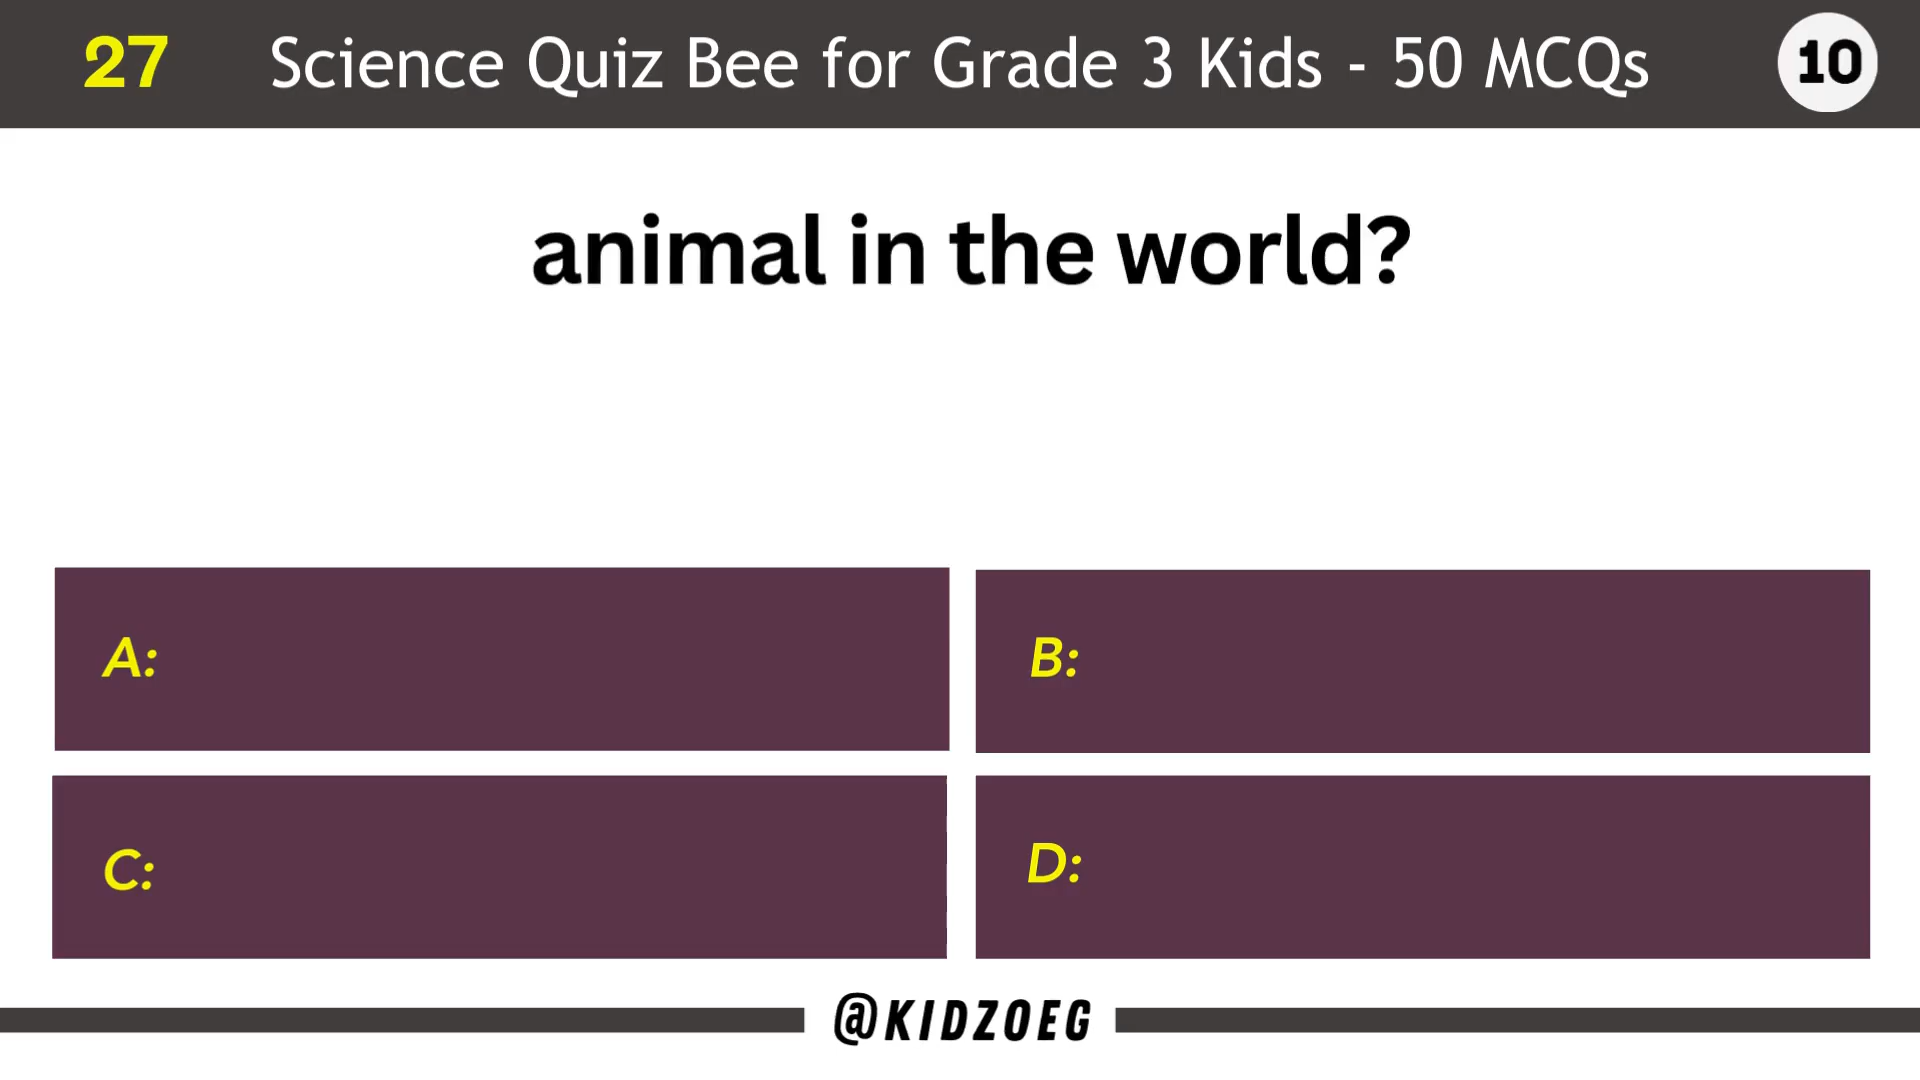 27 Science Quiz Bee for Grade 3 Kids - 50 MCQs 10
animal in the world?
A: B:
C: D:
@KIDZOEG